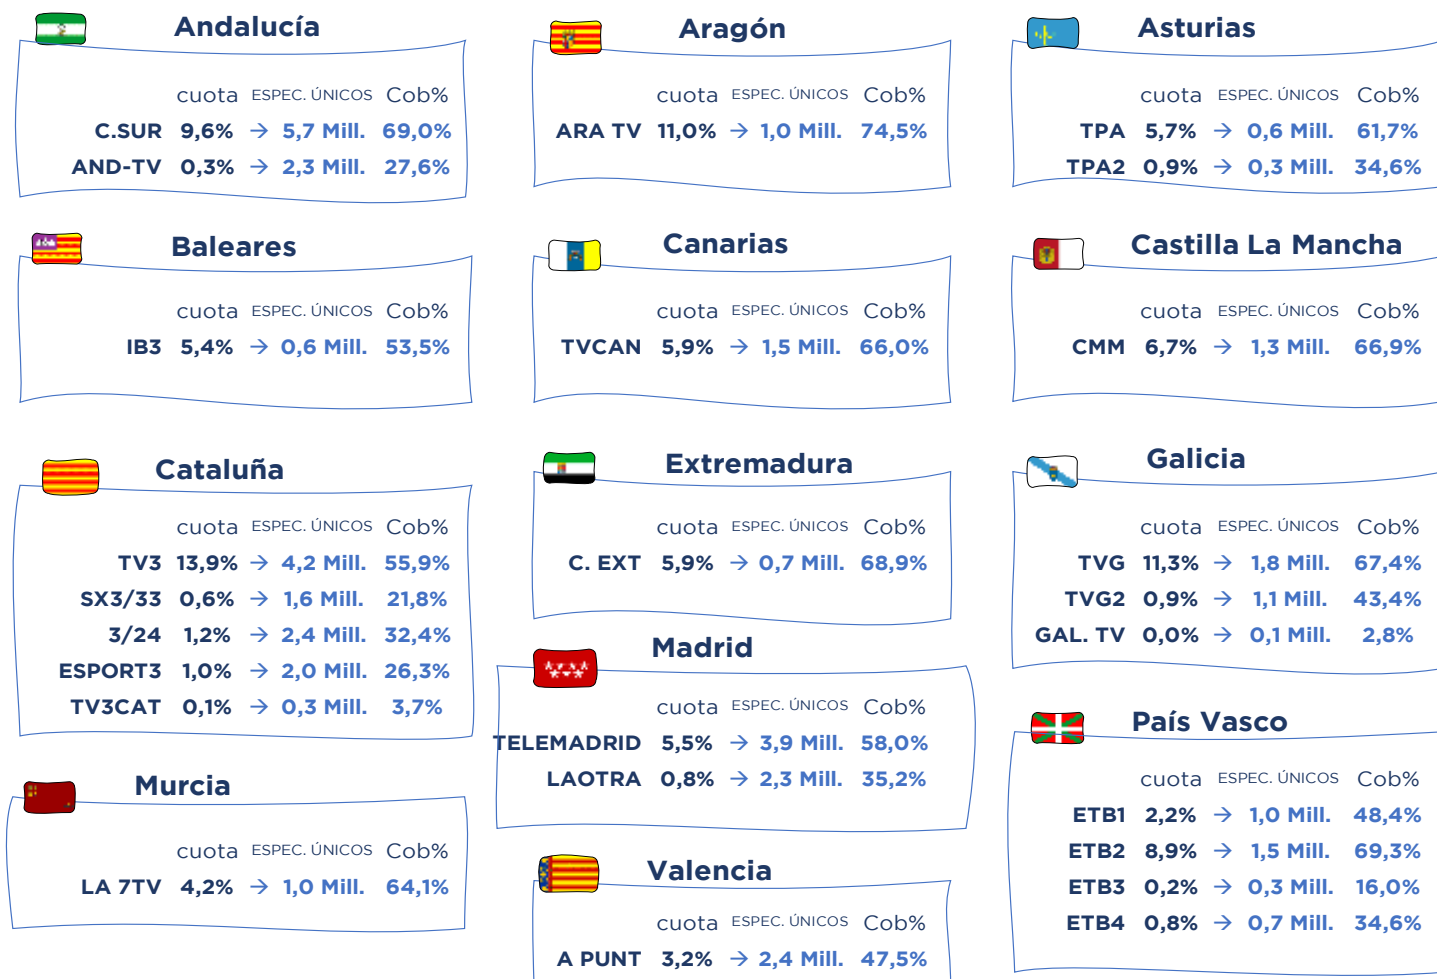 Andalucía
cuota ESPEC. ÚNICOS Cob%
C.SUR 9,6% → 5,7 Mill. 69,0%
AND-TV 0,3% → 2,3 Mill. 27,6%
Aragón
cuota ESPEC. ÚNICOS Cob%
ARA TV 11,0% → 1,0 Mill. 74,5%
Asturias
cuota ESPEC. ÚNICOS Cob%
TPA 5,7% → 0,6 Mill. 61,7%
TPA2 0,9% → 0,3 Mill. 34,6%
Baleares
cuota ESPEC. ÚNICOS Cob%
IB3 5,4% → 0,6 Mill. 53,5%
Canarias
cuota ESPEC. ÚNICOS Cob%
TVCAN 5,9% → 1,5 Mill. 66,0%
Castilla La Mancha
cuota ESPEC. ÚNICOS Cob%
CMM 6,7% → 1,3 Mill. 66,9%
Cataluña
cuota ESPEC. ÚNICOS Cob%
TV3 13,9% → 4,2 Mill. 55,9%
SX3/33 0,6% → 1,6 Mill. 21,8%
3/24 1,2% → 2,4 Mill. 32,4%
ESPORT3 1,0% → 2,0 Mill. 26,3%
TV3CAT 0,1% → 0,3 Mill. 3,7%
Extremadura
cuota ESPEC. ÚNICOS Cob%
C. EXT 5,9% → 0,7 Mill. 68,9%
Galicia
cuota ESPEC. ÚNICOS Cob%
TVG 11,3% → 1,8 Mill. 67,4%
TVG2 0,9% → 1,1 Mill. 43,4%
GAL. TV 0,0% → 0,1 Mill. 2,8%
Madrid
cuota ESPEC. ÚNICOS Cob%
TELEMADRID 5,5% → 3,9 Mill. 58,0%
LAOTRA 0,8% → 2,3 Mill. 35,2%
País Vasco
cuota ESPEC. ÚNICOS Cob%
ETB1 2,2% → 1,0 Mill. 48,4%
ETB2 8,9% → 1,5 Mill. 69,3%
ETB3 0,2% → 0,3 Mill. 16,0%
ETB4 0,8% → 0,7 Mill. 34,6%
Murcia
cuota ESPEC. ÚNICOS Cob%
LA 7TV 4,2% → 1,0 Mill. 64,1%
Valencia
cuota ESPEC. ÚNICOS Cob%
A PUNT 3,2% → 2,4 Mill. 47,5%